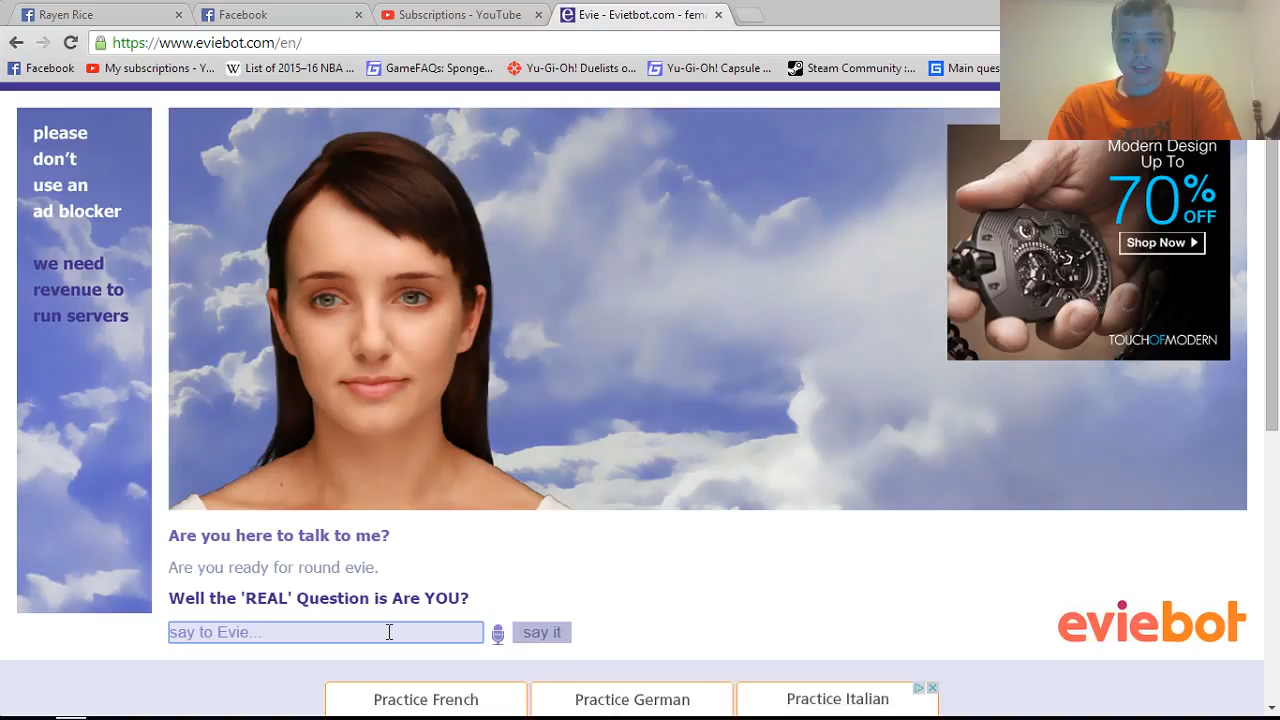 Rayen Rice
Facebook
Subscriptions - YouTube
Evie - Eviebot.com - fem
https://www.eviebot.com/en/
Facebook
My subscriptions - Y...
List of 2015–16 NBA ...
GameFAQs: Sponge...
Yu-Gi-Oh! Duelists o...
Yu-Gi-Oh! Capsule ...
Steam Community :...
Main ques
please
don't
use an
ad blocker
we need
revenue to
run servers
Modern Design
Up To
70% OFF
Shop Now
TOUCHOFMODERN
Are you here to talk to me?
Are you ready for round evie.
Well the 'REAL' Question is Are YOU?
say to Evie...
say it
eviebot
Practice French
Practice German
Practice Italian